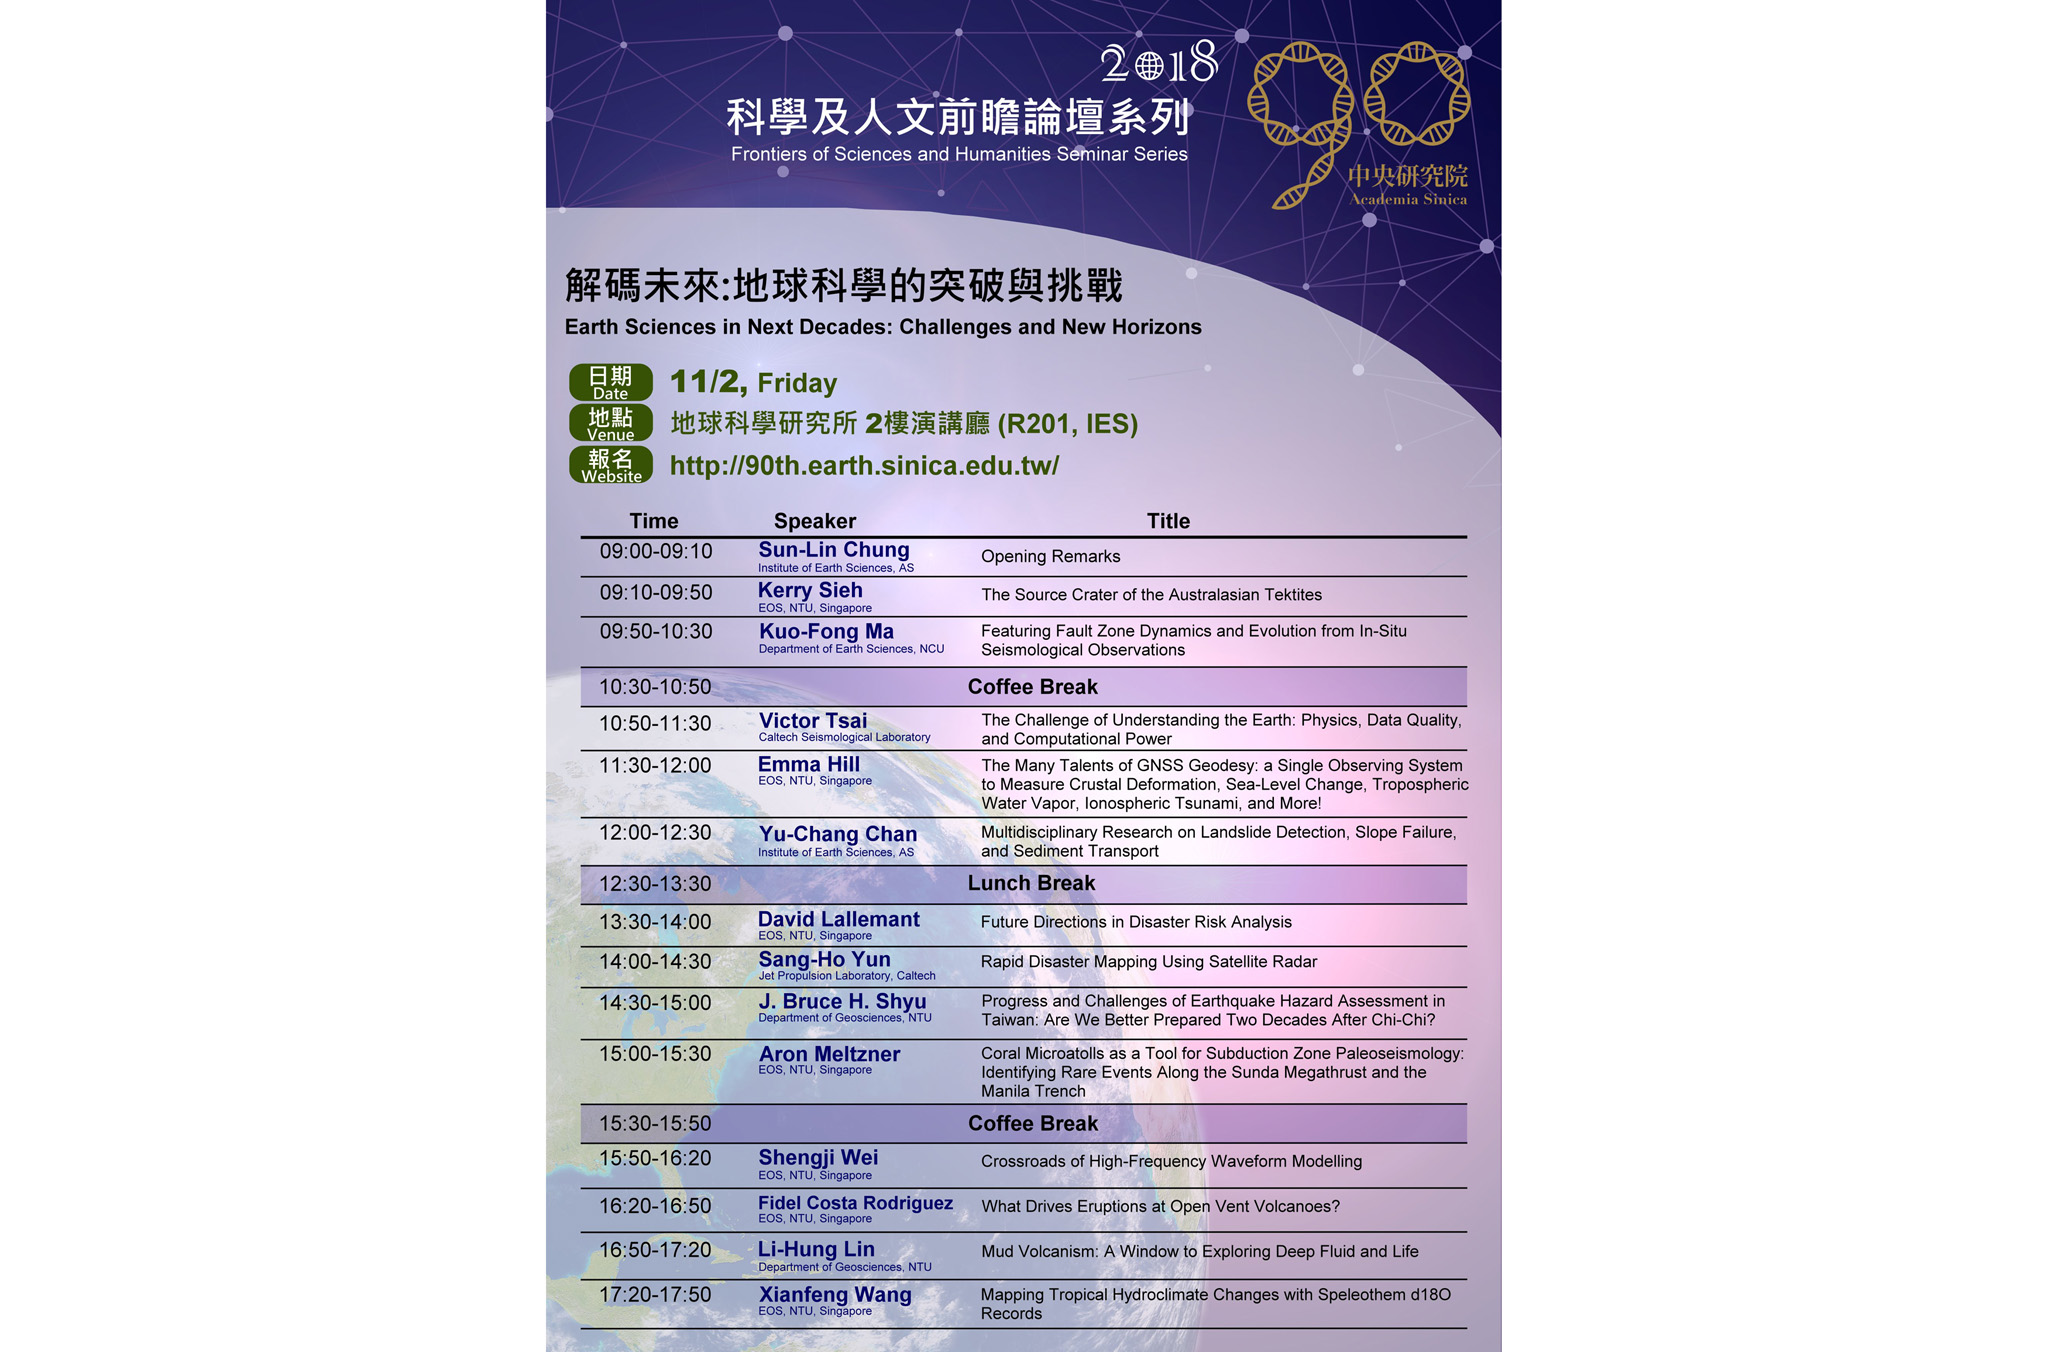 2018
科學及人文前瞻論壇系列
Frontiers of Sciences and Humanities Seminar Series
90
中央研究院
Academia Sinica
解碼未來:地球科學的突破與挑戰
Earth Sciences in Next Decades: Challenges and New Horizons
日期 Date 11/2, Friday
地點 Venue 地球科學研究所 2樓演講廳 (R201, IES)
報名 Website http://90th.earth.sinica.edu.tw/
Time Speaker Title
09:00-09:10 Sun-Lin Chung Opening Remarks
Institute of Earth Sciences, AS
09:10-09:50 Kerry Sieh The Source Crater of the Australasian Tektites
EOS, NTU, Singapore
09:50-10:30 Kuo-Fong Ma Featuring Fault Zone Dynamics and Evolution from In-Situ
Department of Earth Sciences, NCU Seismological Observations
10:30-10:50 Coffee Break
10:50-11:30 Victor Tsai The Challenge of Understanding the Earth: Physics, Data Quality,
Caltech Seismological Laboratory and Computational Power
11:30-12:00 Emma Hill The Many Talents of GNSS Geodesy: a Single Observing System
EOS, NTU, Singapore to Measure Crustal Deformation, Sea-Level Change, Tropospheric
Water Vapor, Ionospheric Tsunami, and More!
12:00-12:30 Yu-Chang Chan Multidisciplinary Research on Landslide Detection, Slope Failure,
Institute of Earth Sciences, AS and Sediment Transport
12:30-13:30 Lunch Break
13:30-14:00 David Lallemant Future Directions in Disaster Risk Analysis
EOS, NTU, Singapore
14:00-14:30 Sang-Ho Yun Rapid Disaster Mapping Using Satellite Radar
Jet Propulsion Laboratory, Caltech
14:30-15:00 J. Bruce H. Shyu Progress and Challenges of Earthquake Hazard Assessment in
Department of Geosciences, NTU Taiwan: Are We Better Prepared Two Decades After Chi-Chi?
15:00-15:30 Aron Meltzner Coral Microatolls as a Tool for Subduction Zone Paleoseismology:
EOS, NTU, Singapore Identifying Rare Events Along the Sunda Megathrust and the
Manila Trench
15:30-15:50 Coffee Break
15:50-16:20 Shengji Wei Crossroads of High-Frequency Waveform Modelling
EOS, NTU, Singapore
16:20-16:50 Fidel Costa Rodriguez What Drives Eruptions at Open Vent Volcanoes?
EOS, NTU, Singapore
16:50-17:20 Li-Hung Lin Mud Volcanism: A Window to Exploring Deep Fluid and Life
Department of Geosciences, NTU
17:20-17:50 Xianfeng Wang Mapping Tropical Hydroclimate Changes with Speleothem d18O
EOS, NTU, Singapore Records